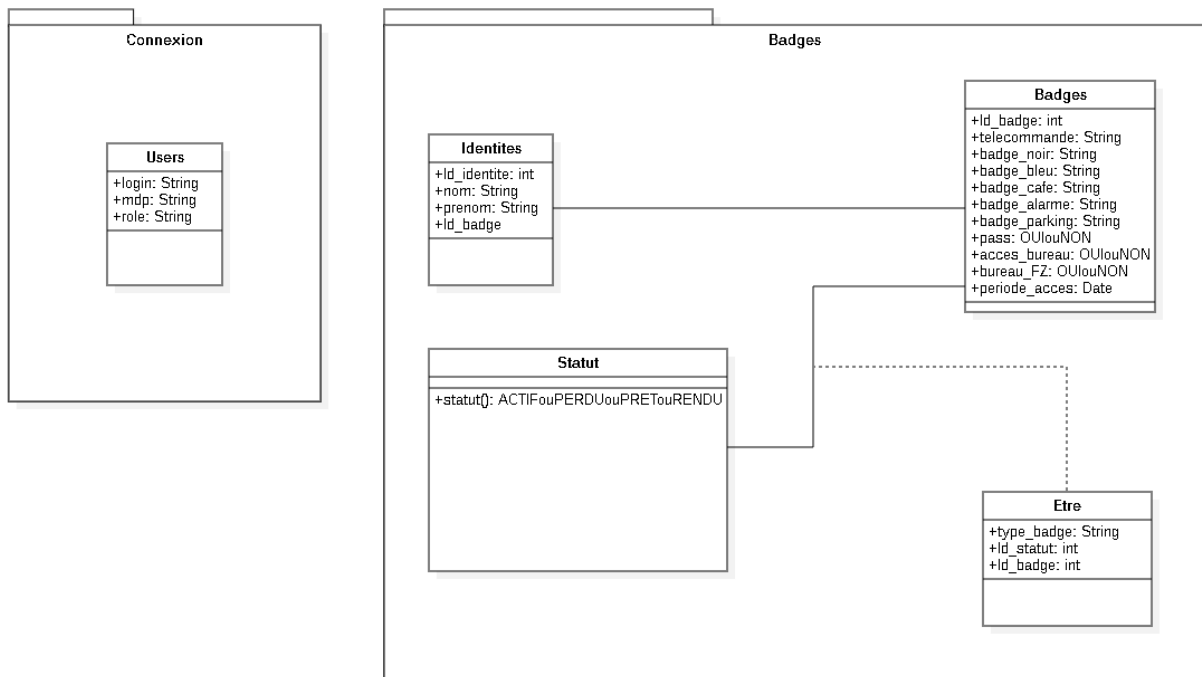 Connexion
Users
+login: String
+mdp: String
+role: String
Badges
Identites
+Id_identite: int
+nom: String
+prenom: String
+Id_badge
Badges
+Id_badge: int
+telecommande: String
+badge_noir: String
+badge_bleu: String
+badge_cafe: String
+badge_alarme: String
+badge_parking: String
+pass: OUIouNON
+acces_bureau: OUIouNON
+bureau_FZ: OUIouNON
+periode_acces: Date
Statut
+statut(): ACTIFouPERDUouPRETouRENDU
Etre
+type_badge: String
+Id_statut: int
+Id_badge: int